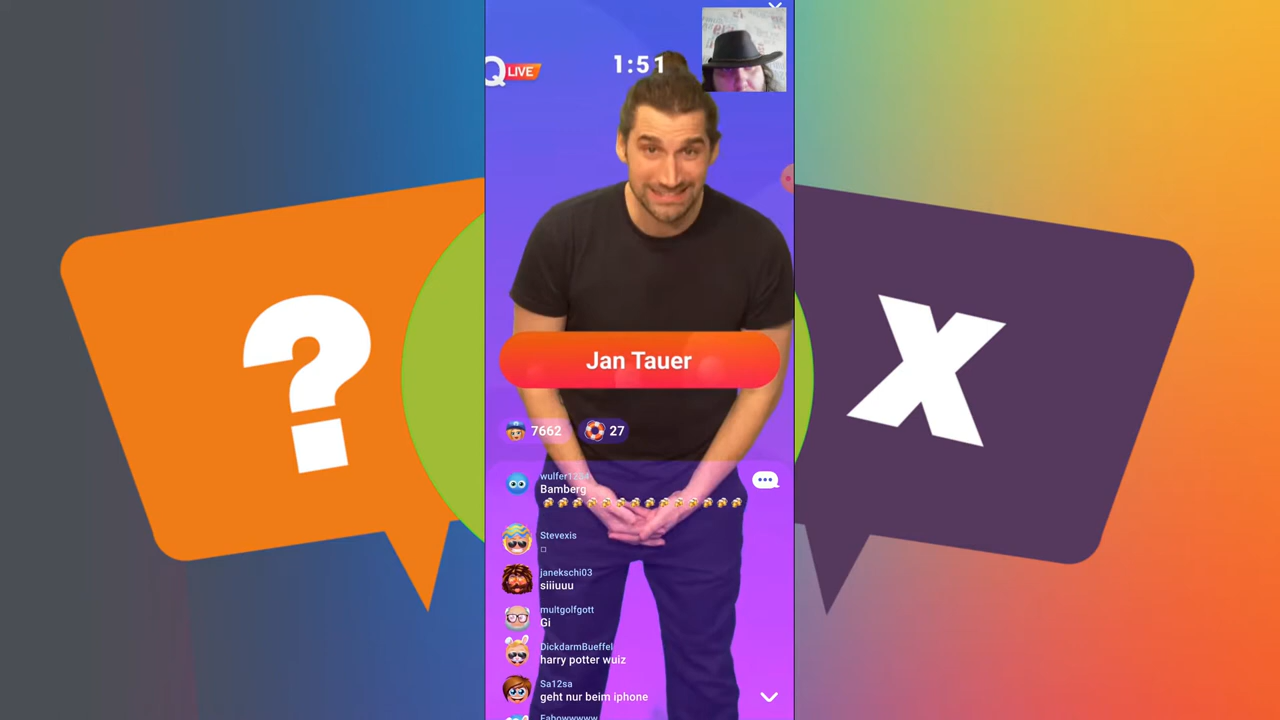 Q LIVE
1:51
?
X
Jan Tauer
7662
27
wulfer1234
Bamberg
Stevexis
janekschi03
siiiuuu
multgolfgott
Gi
DickdarmBueffel
harry potter wuiz
Sa12sa
geht nur beim iphone